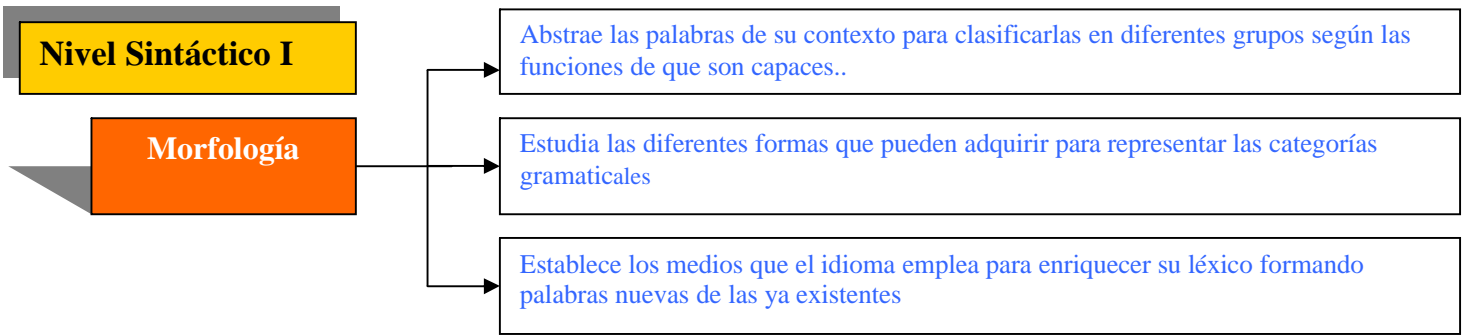 Nivel Sintáctico I
Morfología
Abstrae las palabras de su contexto para clasificarlas en diferentes grupos según las
funciones de que son capaces..
Estudia las diferentes formas que pueden adquirir para representar las categorías
gramaticales
Establece los medios que el idioma emplea para enriquecer su léxico formando
palabras nuevas de las ya existentes